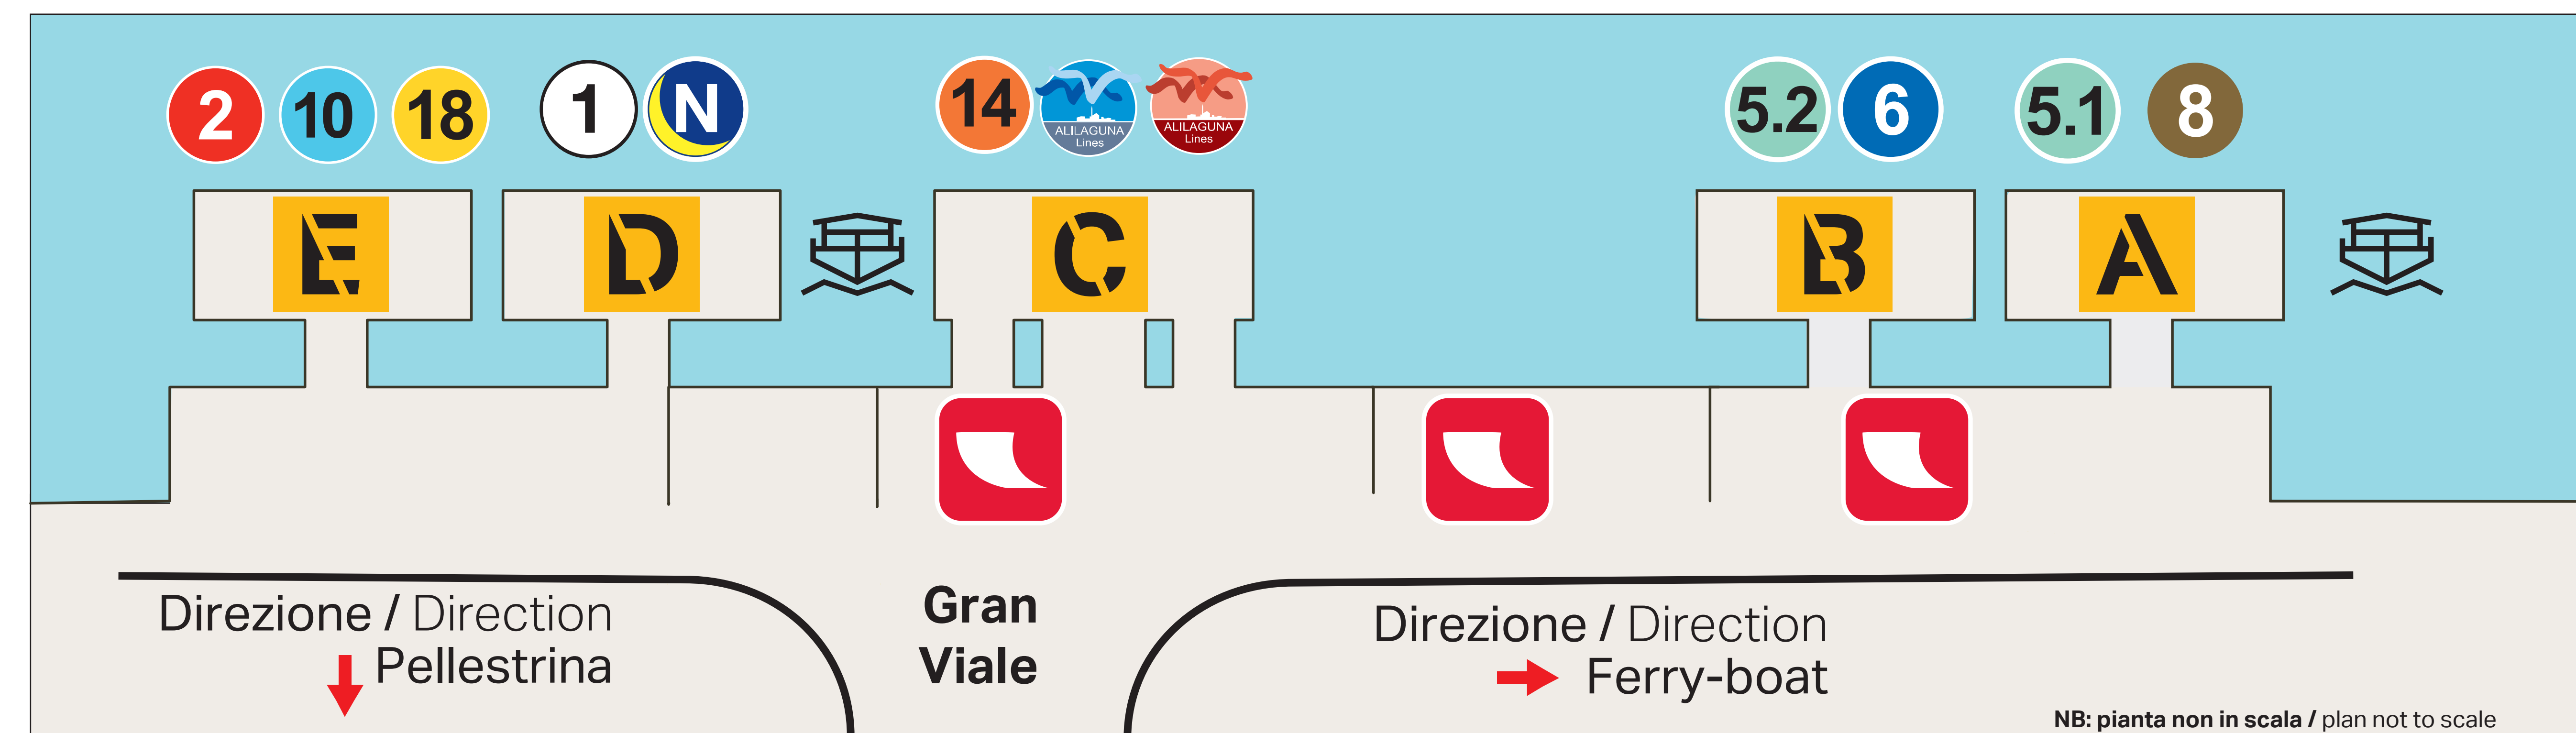 2 10 18 1 N 14 ALILAGUNA Lines ALILAGUNA Lines 5.2 6 5.1 8
E D C B A
Direzione / Direction
Pellestrina
Gran
Viale
Direzione / Direction
Ferry-boat
NB: pianta non in scala / plan not to scale